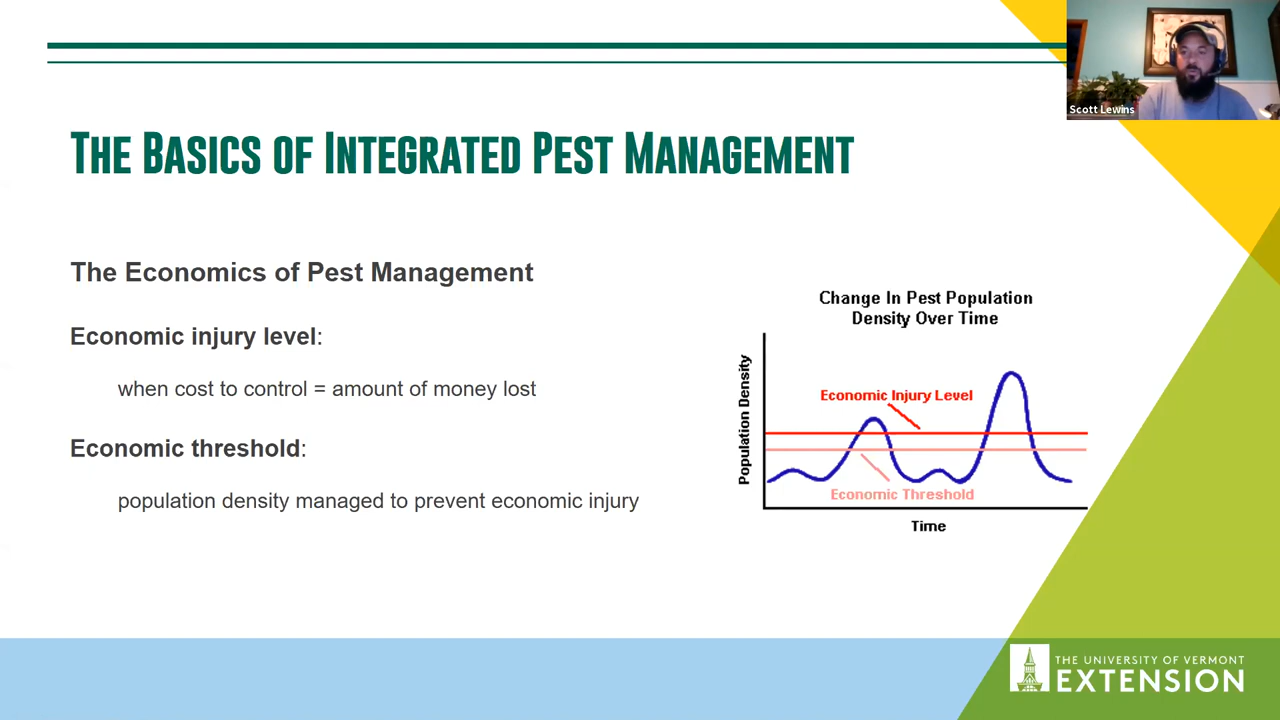 Scott Lewins
The Basics of Integrated Pest Management
The Economics of Pest Management
Economic injury level:
when cost to control = amount of money lost
Economic threshold:
population density managed to prevent economic injury
Change In Pest Population
Density Over Time
Population Density
Economic Injury Level
Economic Threshold
Time
THE UNIVERSITY OF VERMONT
EXTENSION